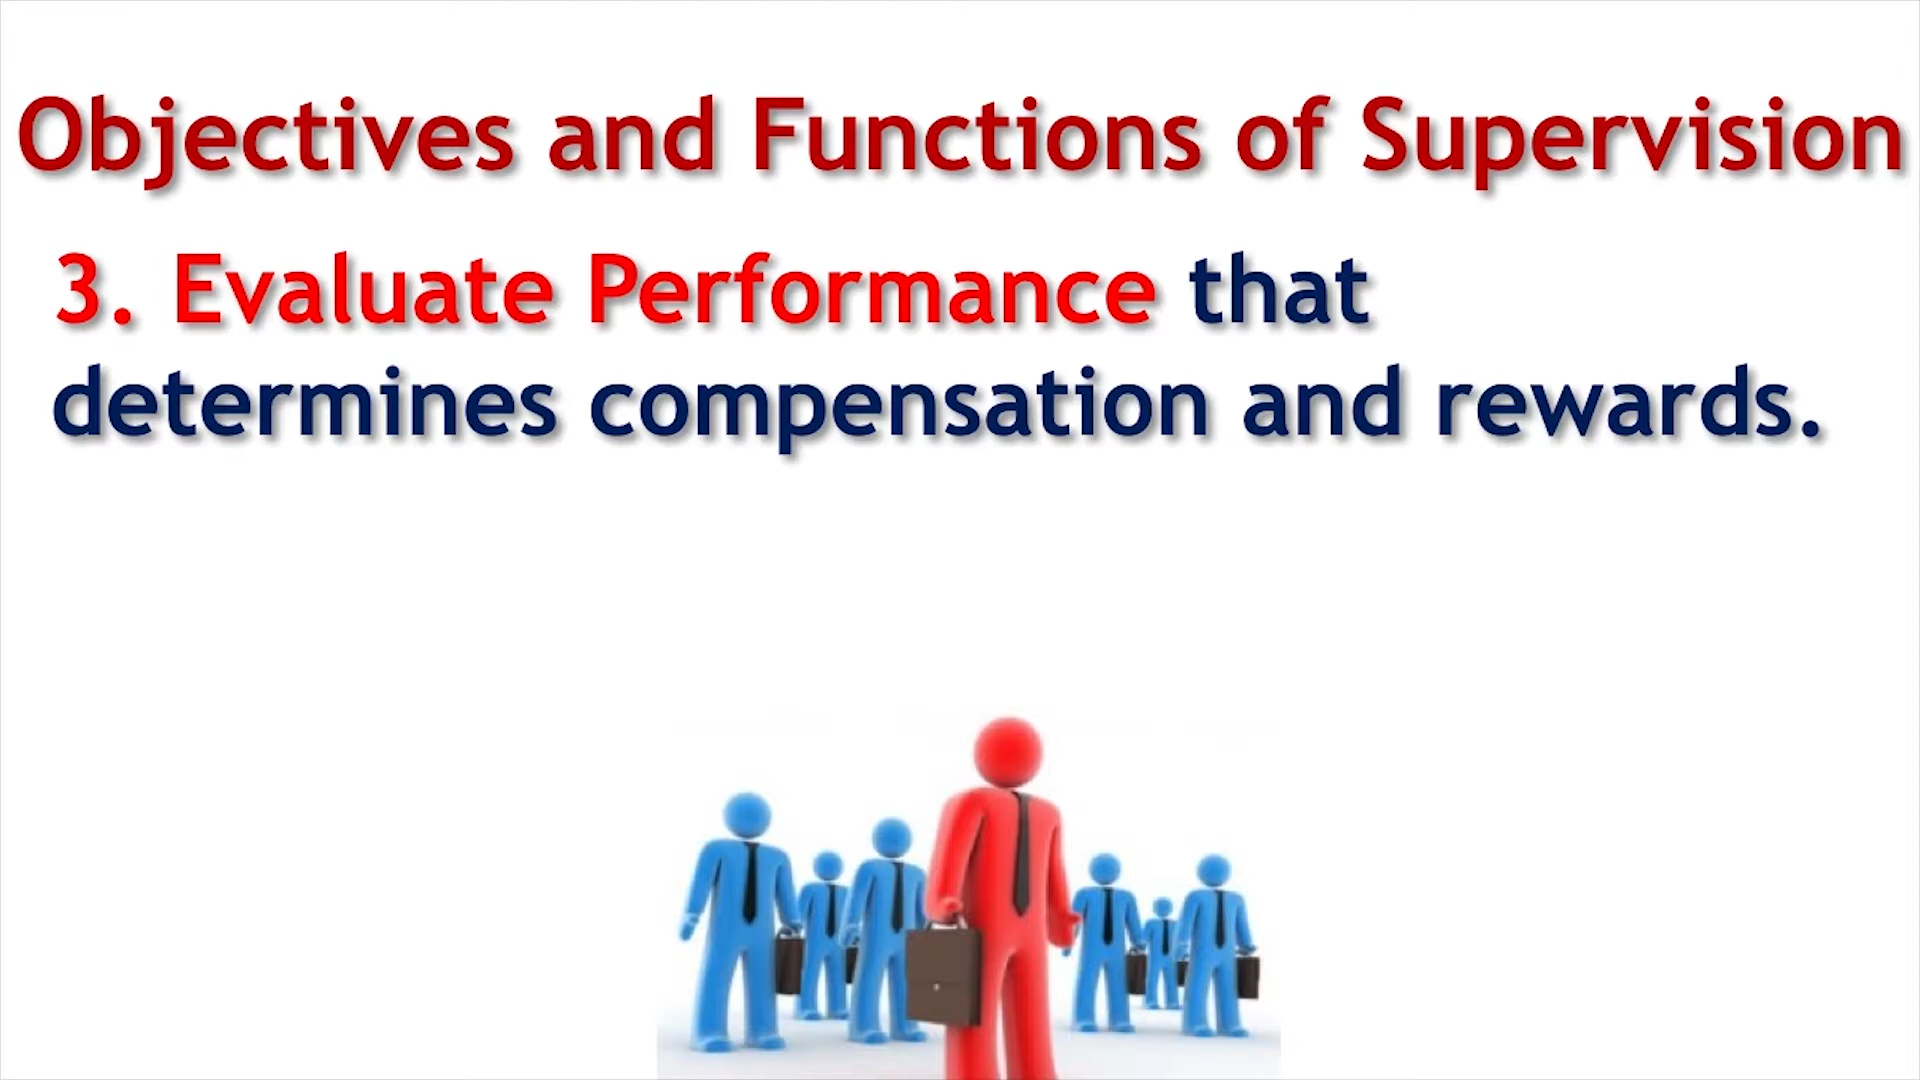 Objectives and Functions of Supervision
3. Evaluate Performance that
determines compensation and rewards.